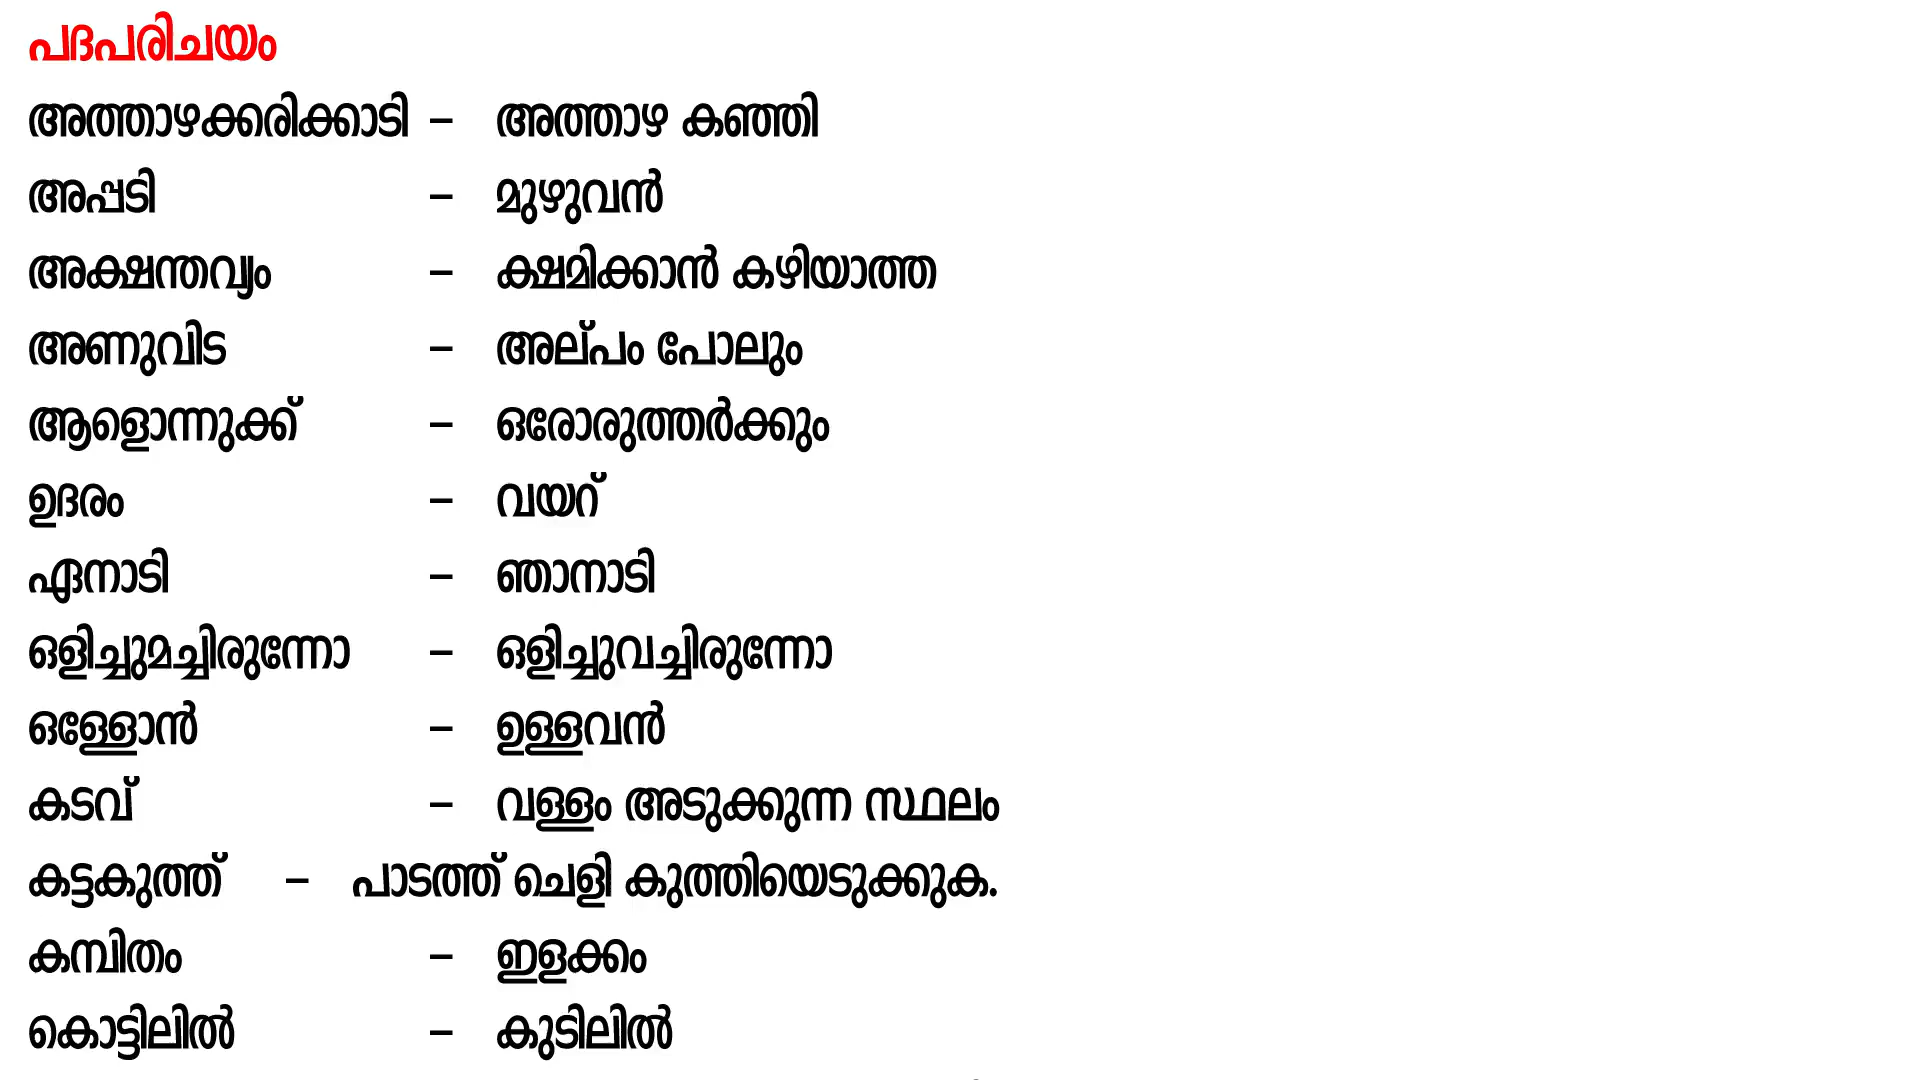 പദപരിചയം
അത്താഴക്കരിക്കാടി – അത്താഴ കഞ്ഞി
അപ്പടി – മുഴുവൻ
അക്ഷന്തവ്യം – ക്ഷമിക്കാൻ കഴിയാത്ത
അണുവിട – അല്പം പോലും
ആളൊന്നുക്ക് – ഒരോരുത്തർക്കും
ഉദരം – വയറ്
ഏനാടി – ഞാനാടി
ഒളിച്ചുമച്ചിരുന്നോ – ഒളിച്ചുവച്ചിരുന്നോ
ഒള്ളോൻ – ഉള്ളവൻ
കടവ് – വള്ളം അടുക്കുന്ന സ്ഥലം
കട്ടകുത്ത് – പാടത്ത് ചെളി കുത്തിയെടുക്കുക.
കമ്പിതം – ഇളക്കം
കൊട്ടിലിൽ – കുടിലിൽ